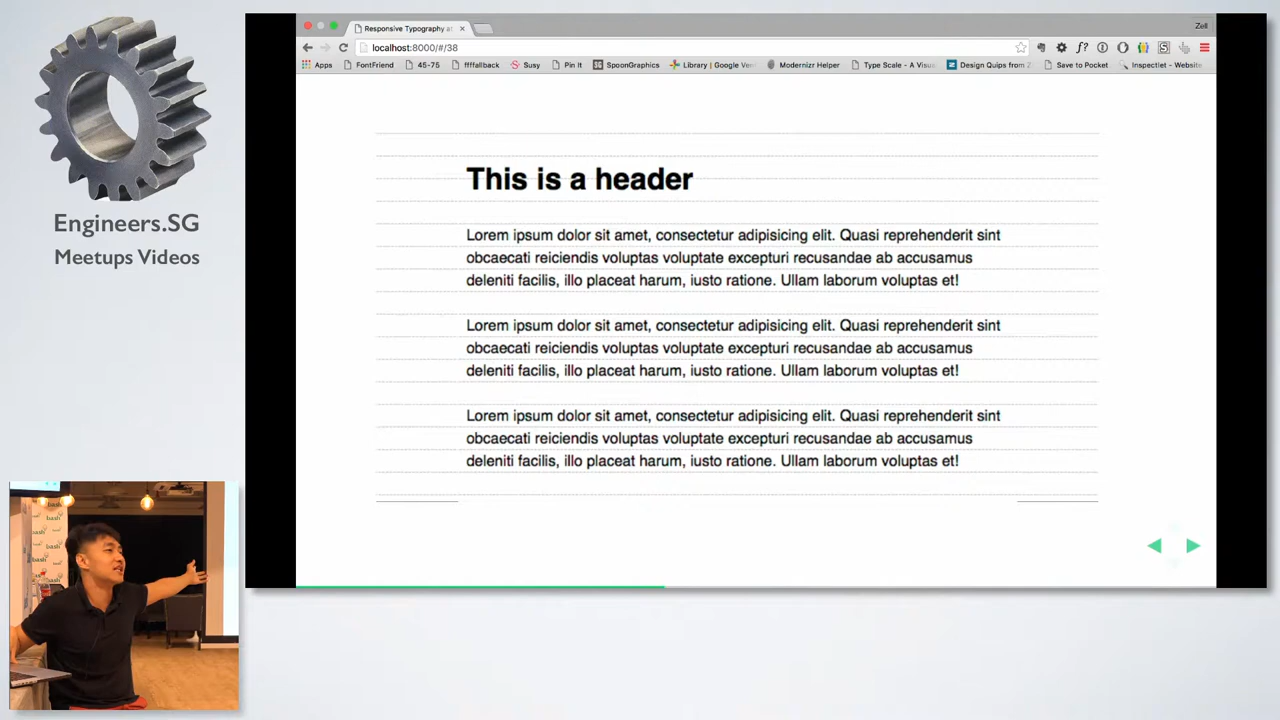 Engineers.SG
Meetups Videos
Responsive Typography a
Zell
localhost:8000/#/38
Apps
FontFriend
45-75
ffffallback
Susy
Pin It
SpoonGraphics
Library | Google Ven
Modernizr Helper
Type Scale - A Visu
Design Quips from Z
Save to Pocket
Inspectlet - Website
This is a header
Lorem ipsum dolor sit amet, consectetur adipisicing elit. Quasi reprehenderit sint
obcaecati reiciendis voluptas voluptate excepturi recusandae ab accusamus
deleniti facilis, illo placeat harum, iusto ratione. Ullam laborum voluptas et!
Lorem ipsum dolor sit amet, consectetur adipisicing elit. Quasi reprehenderit sint
obcaecati reiciendis voluptas voluptate excepturi recusandae ab accusamus
deleniti facilis, illo placeat harum, iusto ratione. Ullam laborum voluptas et!
Lorem ipsum dolor sit amet, consectetur adipisicing elit. Quasi reprehenderit sint
obcaecati reiciendis voluptas voluptate excepturi recusandae ab accusamus
deleniti facilis, illo placeat harum, iusto ratione. Ullam laborum voluptas et!
bash
bash
bash